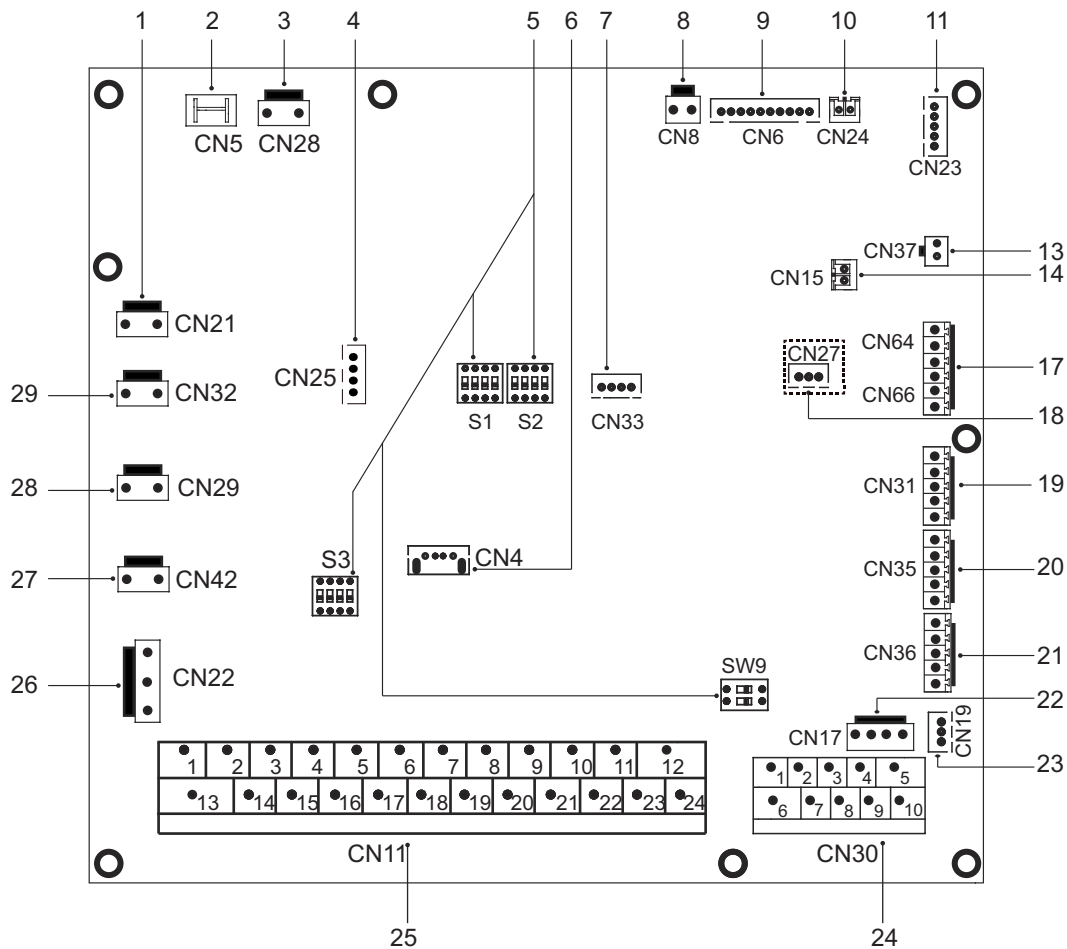 1 2 3 4 5 6 7 8 9 10 11
CN5 CN28 CN8 CN6 CN24 CN23
CN37 13
CN15 14
CN21
CN25
CN64
CN27
17
29 CN32
CN66
S1 S2 CN33
18
28 CN29
CN31 19
S3 CN4
27 CN42
CN35 20
CN36 21
26 CN22
SW9
22
CN17 CN19
23
1 2 3 4 5 6 7 8 9 10 11 12
13 14 15 16 17 18 19 20 21 22 23 24
1 2 3 4 5
6 7 8 9 10
CN11 CN30
25 24